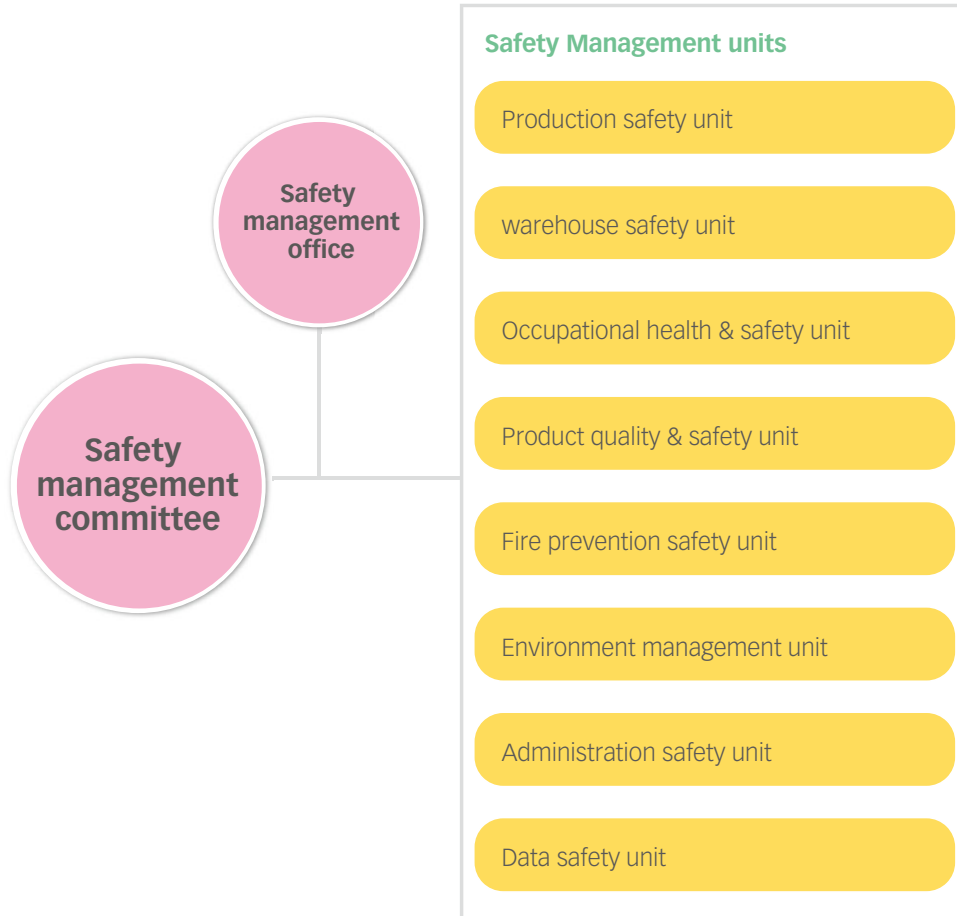 Safety Management units
Production safety unit
Safety
management
office
warehouse safety unit
Occupational health & safety unit
Product quality & safety unit
Safety
management
committee
Fire prevention safety unit
Environment management unit
Administration safety unit
Data safety unit